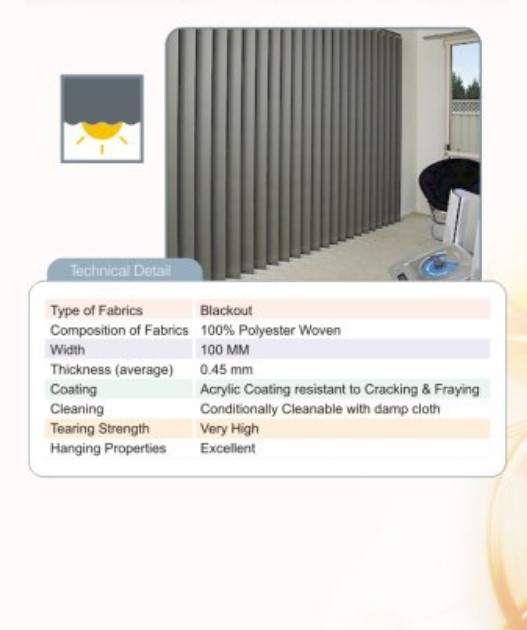 Technical Detail
Type of Fabrics Blackout
Composition of Fabrics 100% Polyester Woven
Width 100 MM
Thickness (average) 0.45 mm
Coating Acrylic Coating resistant to Cracking & Fraying
Cleaning Conditionally Cleanable with damp cloth
Tearing Strength Very High
Hanging Properties Excellent